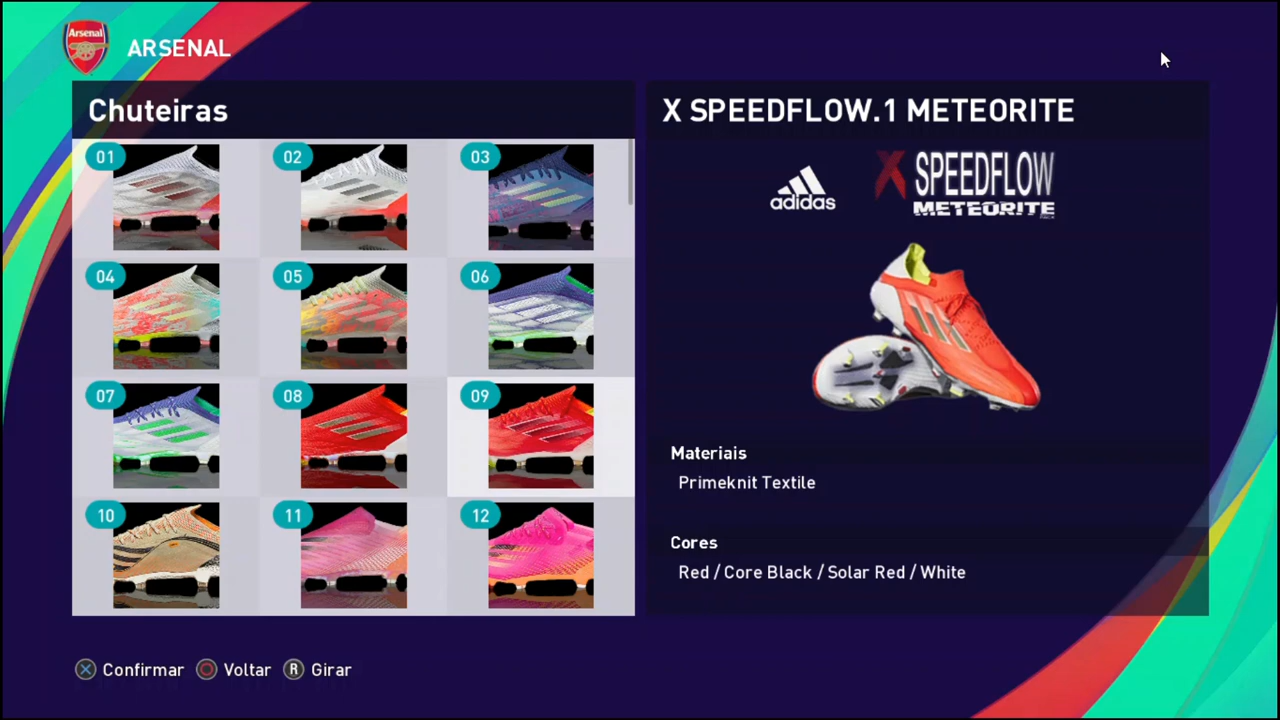 Arsenal
ARSENAL
Chuteiras
01
02
03
04
05
06
07
08
09
10
11
12
X SPEEDFLOW.1 METEORITE
adidas
X SPEEDFLOW
METEORITE
Materiais
Primeknit Textile
Cores
Red / Core Black / Solar Red / White
Confirmar
Voltar
R Girar